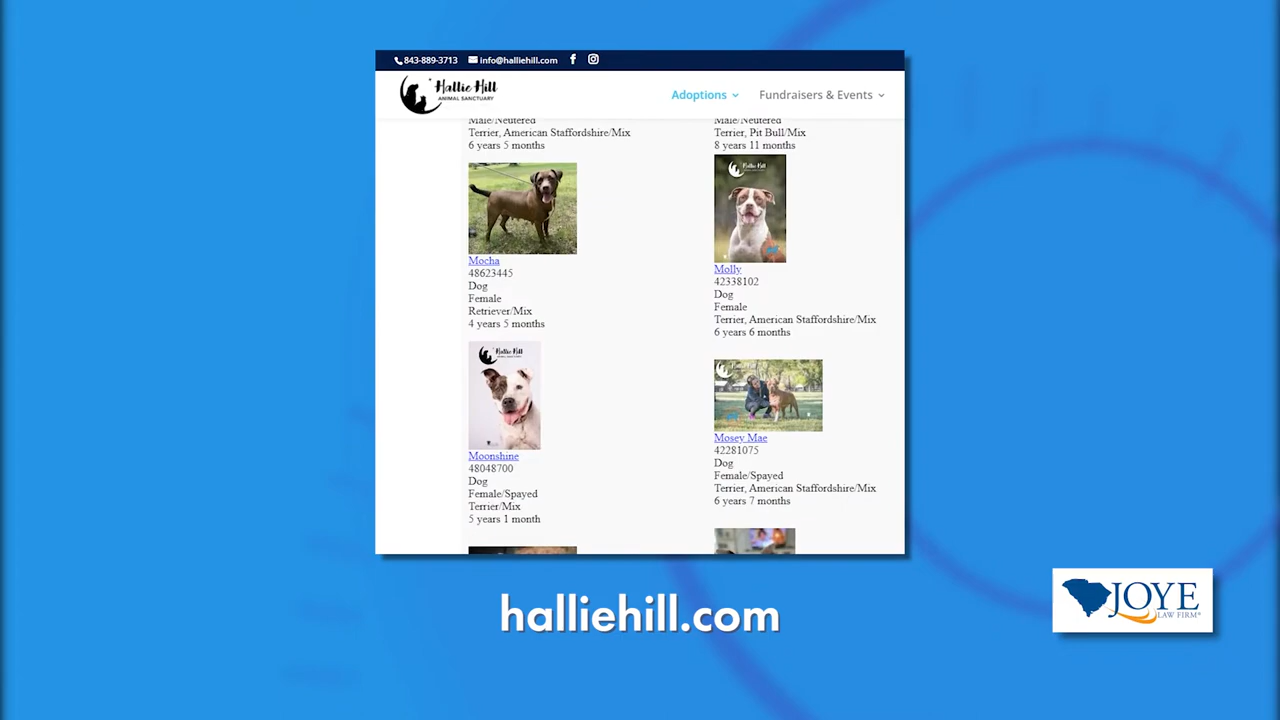 843-889-3713 info@halliehill.com
Hallie Hill
ANIMAL SANCTUARY
Adoptions
Fundraisers & Events
Male/Neutered
Terrier, American Staffordshire/Mix
6 years 5 months
Male/Neutered
Terrier, Pit Bull/Mix
8 years 11 months
Mocha
48623445
Dog
Female
Retriever/Mix
4 years 5 months
Hallie Hill
Molly
42338102
Dog
Female
Terrier, American Staffordshire/Mix
6 years 6 months
Hallie Hill
Moonshine
48048700
Dog
Female/Spayed
Terrier/Mix
5 years 1 month
Mosey Mae
42281075
Dog
Female/Spayed
Terrier, American Staffordshire/Mix
6 years 7 months
halliehill.com
JOYE
LAW FIRM®